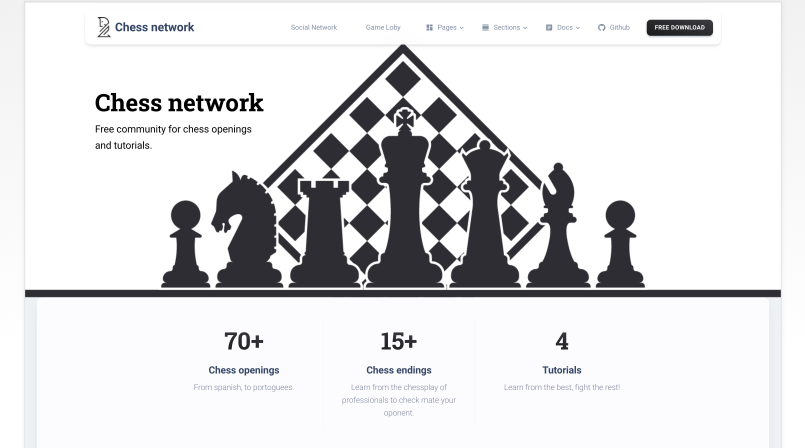 Chess network
Social Network
Game Loby
Pages
Sections
Docs
Github
FREE DOWNLOAD
Chess network
Free community for chess openings
and tutorials.
70+
Chess openings
From spanish, to portoguees.
15+
Chess endings
Learn from the chessplay of
professionals to check mate your
oponent.
4
Tutorials
Learn from the best, fight the rest!